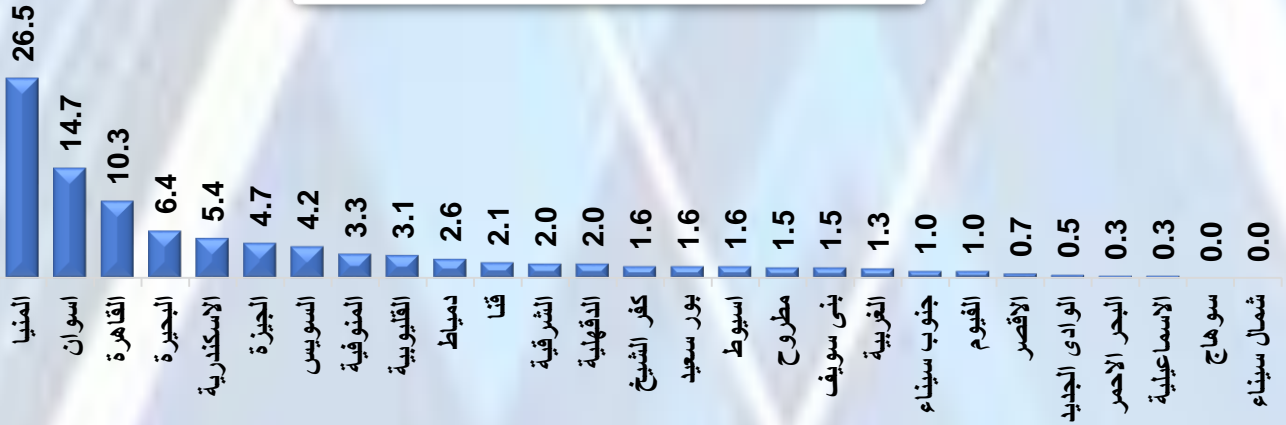 26.5
14.7
10.3
6.4
5.4
4.7
4.2
3.3
3.1
2.6
2.1
2.0
2.0
1.6
1.6
1.6
1.5
1.5
1.3
1.0
1.0
0.7
0.5
0.3
0.3
0.0
0.0
المنيا
اسوان
القاهرة
البحيرة
الاسكندرية
الجيزة
السويس
المنوفية
القليوبية
دمياط
قنا
الشرقية
الدقهلية
كفر الشيخ
بور سعيد
اسيوط
مطروح
بنى سويف
الغربية
جنوب سيناء
الفيوم
الاقصر
الوادى الجديد
البحر الاحمر
الاسماعيلية
سوهاج
شمال سيناء